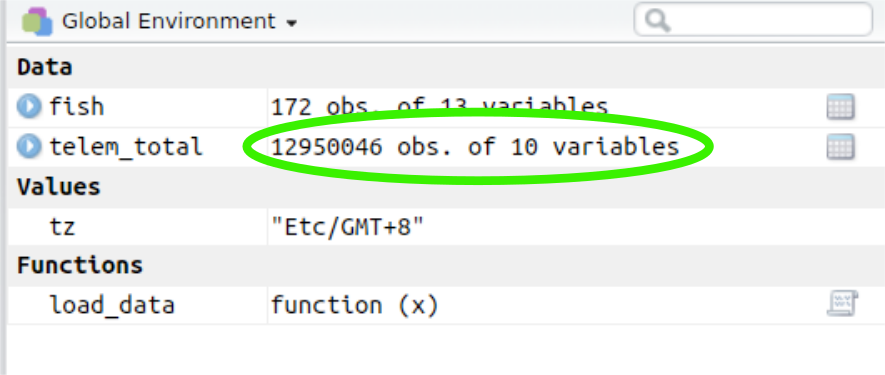 Global Environment
Data
fish 172 obs. of 13 variables
telem_total 12950046 obs. of 10 variables
Values
tz "Etc/GMT+8"
Functions
load_data function (x)